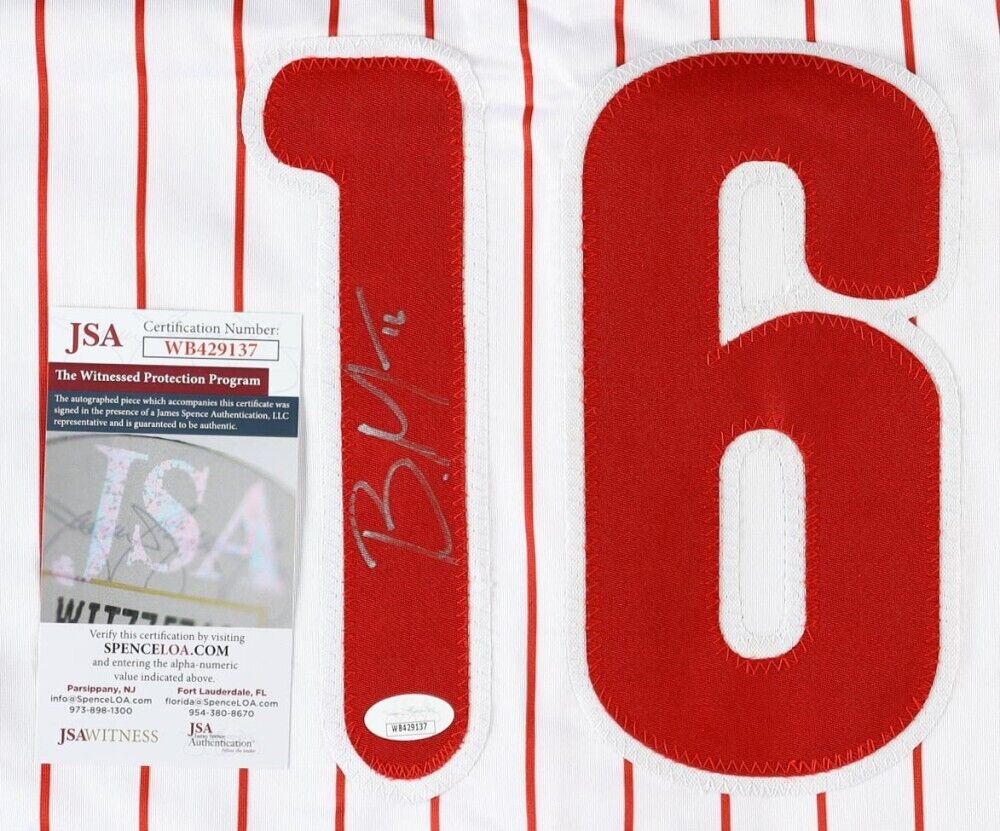 16
B. M 16
JSA
Certification Number:
WB429137
The Witnessed Protection Program
The autographed piece which accompanies this certificate was
signed in the presence of a James Spence Authentication, LLC
representative and is guaranteed to be authentic.
JSA
Verify this certification by visiting
SPENCELOA.COM
and entering the alpha-numeric
value indicated above.
Parsippany, NJ
info@SpenceLOA.com
973-898-1300
Fort Lauderdale, FL
florida@SpenceLOA.com
954-380-8670
JSAWITNESS
JSA
James Spence
Authentication
WB429137